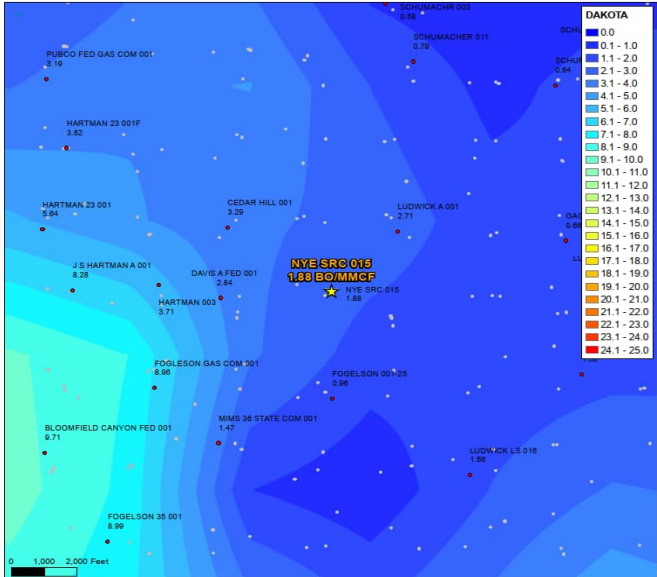 SCHUMACHR 003
0.58
SCHUMACHER 011
0.79
PUBCO FED GAS COM 001
3.19
0.64
HARTMAN 23 001F
3.82
HARTMAN 23 001
5.64
CEDAR HILL 001
3.29
LUDWICK A 001
2.71
J S HARTMAN A 001
8.28
DAVIS A FED 001
2.84
NYE SRC 015
1.88 BO/MMCF
NYE SRC 015
1.88
HARTMAN 003
3.71
FOGLESON GAS COM 001
8.96
FOGELSON 001-25
0.96
MIMS 36 STATE COM 001
1.47
BLOOMFIELD CANYON FED 001
9.71
LUDWICK LS 016
FOGELSON 35 001
8.99
0 1,000 2,000 Feet
DAKOTA
0.0
0.1 - 1.0
1.1 - 2.0
2.1 - 3.0
3.1 - 4.0
4.1 - 5.0
5.1 - 6.0
6.1 - 7.0
7.1 - 8.0
8.1 - 9.0
9.1 - 10.0
10.1 - 11.0
11.1 - 12.0
12.1 - 13.0
13.1 - 14.0
14.1 - 15.0
15.1 - 16.0
16.1 - 17.0
17.1 - 18.0
18.1 - 19.0
19.1 - 20.0
20.1 - 21.0
21.1 - 22.0
22.1 - 23.0
23.1 - 24.0
24.1 - 25.0